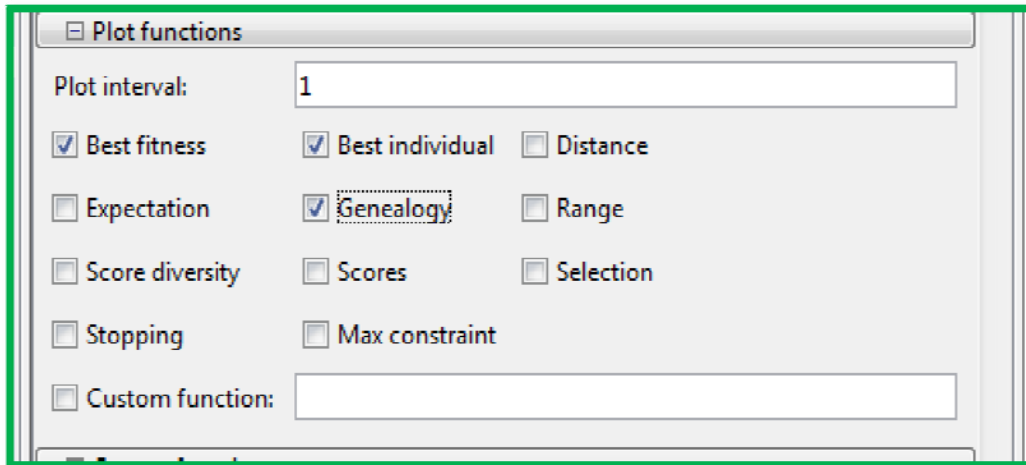 Plot functions
Plot interval: 1
Best fitness Best individual Distance
Expectation Genealogy Range
Score diversity Scores Selection
Stopping Max constraint
Custom function: